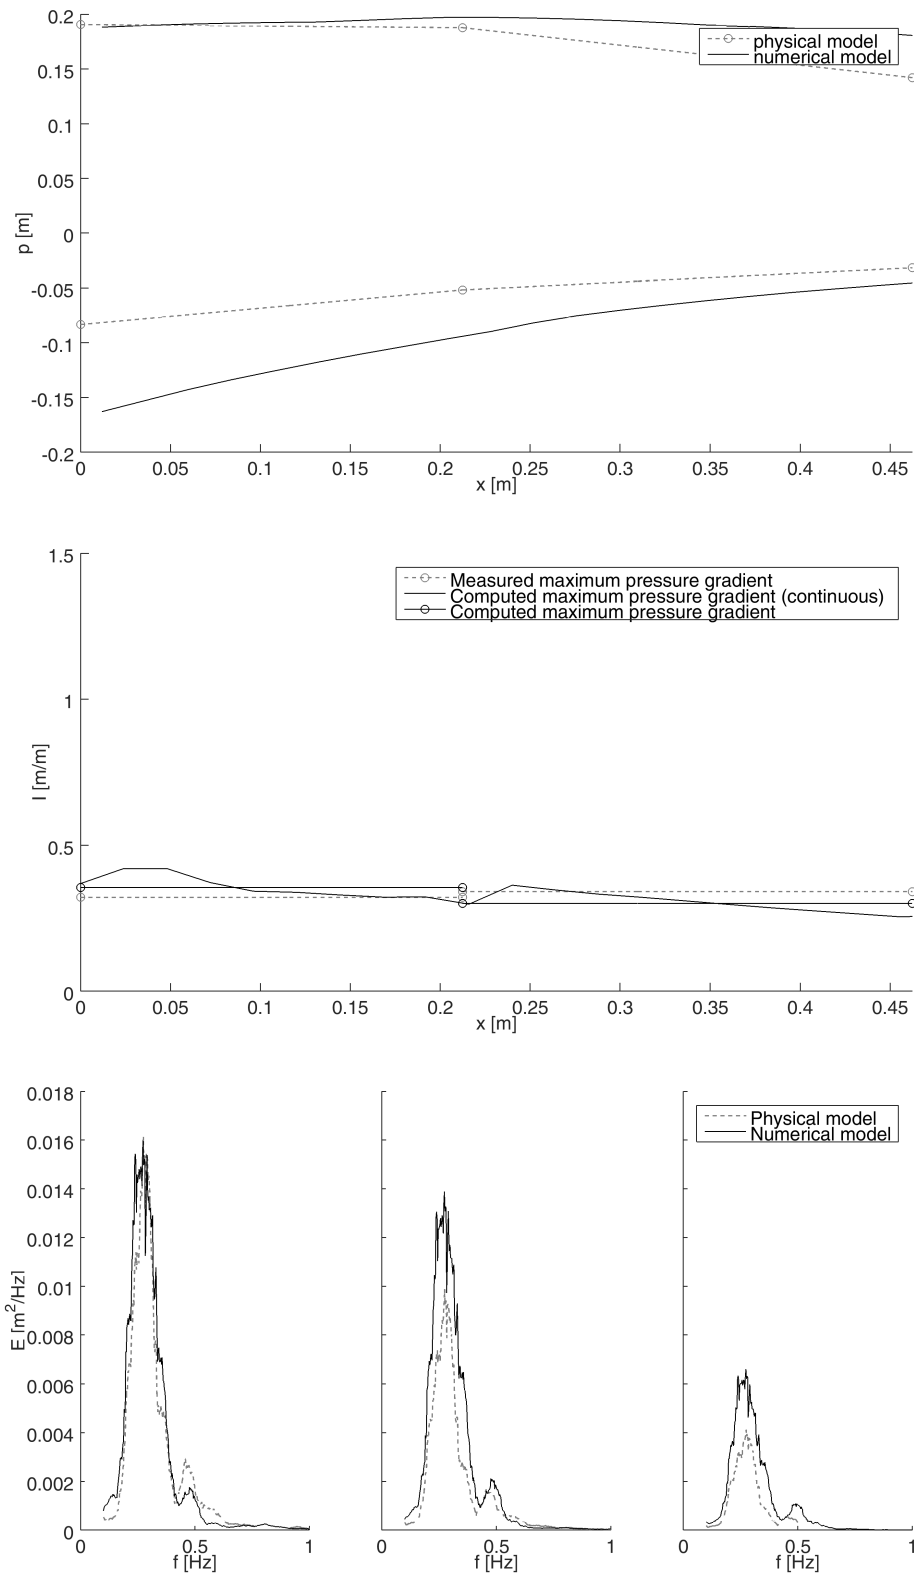 0.2
0.15
0.1
0.05
0
-0.05
-0.1
-0.15
-0.2
p [m]
physical model
numerical model
0 0.05 0.1 0.15 0.2 0.25 0.3 0.35 0.4 0.45
x [m]
1.5
1
0.5
0
I [m/m]
Measured maximum pressure gradient
Computed maximum pressure gradient (continuous)
Computed maximum pressure gradient
0 0.05 0.1 0.15 0.2 0.25 0.3 0.35 0.4 0.45
x [m]
0.018
0.016
0.014
0.012
0.01
0.008
0.006
0.004
0.002
0
E [m²/Hz]
Physical model
Numerical model
0 0.5 1 0 0.5 1 0 0.5 1
f [Hz] f [Hz] f [Hz]